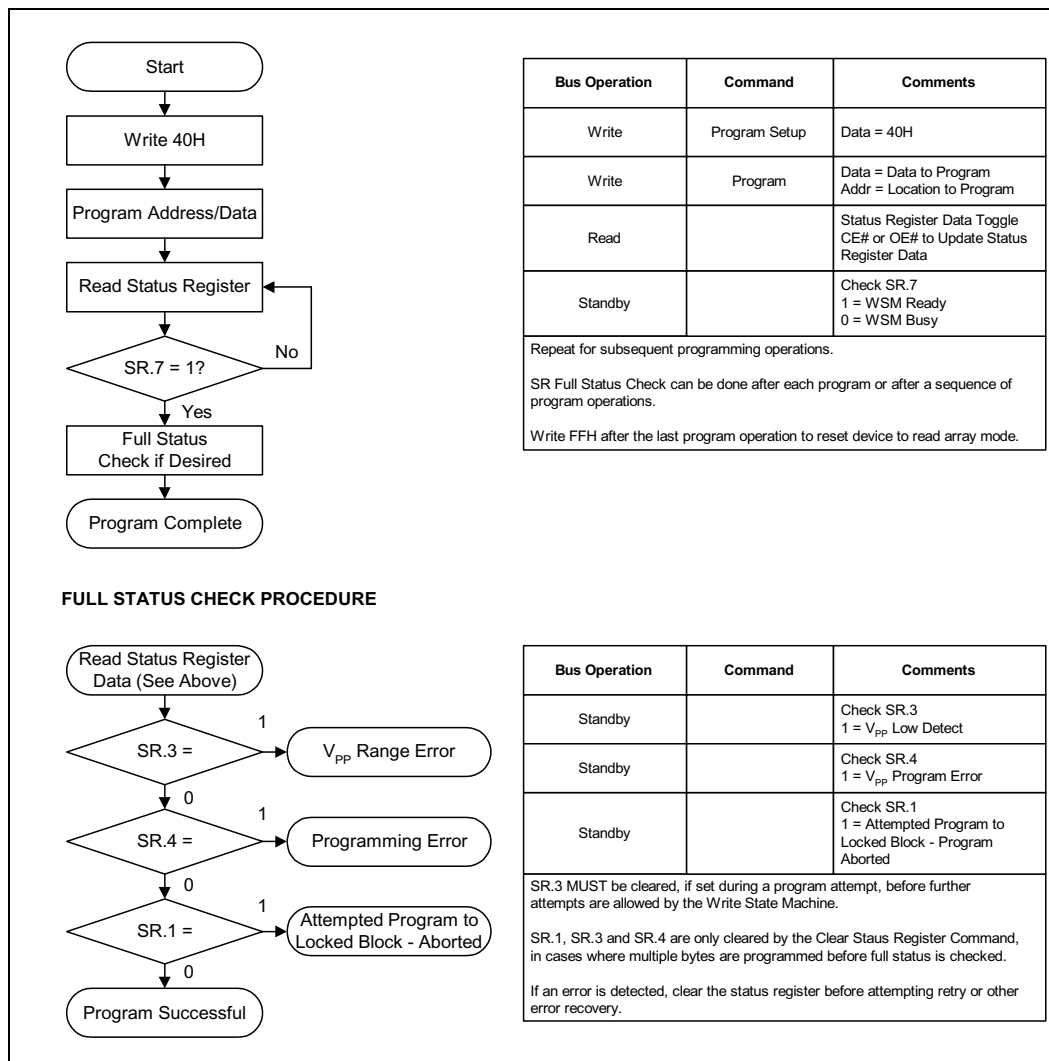 Start
Write 40H
Program Address/Data
Read Status Register
SR.7 = 1?
No
Yes
Full Status
Check if Desired
Program Complete
Bus Operation Command Comments
Write Program Setup Data = 40H
Write Program Data = Data to Program
Addr = Location to Program
Read Status Register Data Toggle
CE# or OE# to Update Status
Register Data
Standby Check SR.7
1 = WSM Ready
0 = WSM Busy
Repeat for subsequent programming operations.
SR Full Status Check can be done after each program or after a sequence of
program operations.
Write FFH after the last program operation to reset device to read array mode.
FULL STATUS CHECK PROCEDURE
Read Status Register
Data (See Above)
SR.3 =
1
VPP Range Error
0
SR.4 =
1
Programming Error
0
SR.1 =
1
Attempted Program to
Locked Block - Aborted
0
Program Successful
Bus Operation Command Comments
Standby Check SR.3
1 = VPP Low Detect
Standby Check SR.4
1 = VPP Program Error
Standby Check SR.1
1 = Attempted Program to
Locked Block - Program
Aborted
SR.3 MUST be cleared, if set during a program attempt, before further
attempts are allowed by the Write State Machine.
SR.1, SR.3 and SR.4 are only cleared by the Clear Staus Register Command,
in cases where multiple bytes are programmed before full status is checked.
If an error is detected, clear the status register before attempting retry or other
error recovery.